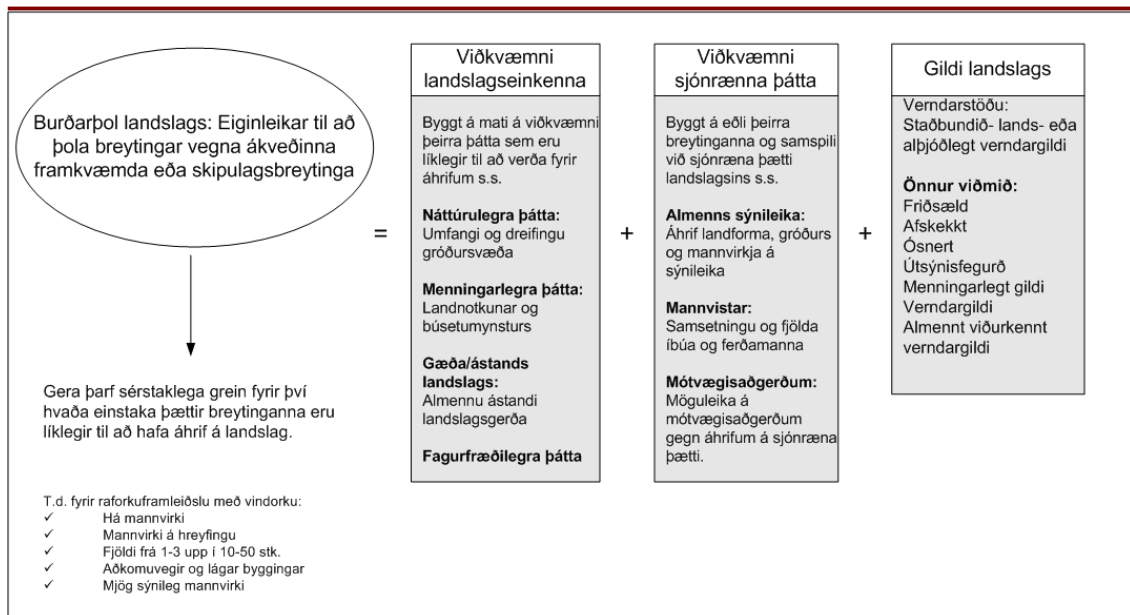 Burðarþol landslags: Eiginleikar til að
þola breytingar vegna ákveðinna
framkvæmda eða skipulagsbreytinga
Gera þarf sérstaklega grein fyrir því
hvaða einstaka þættir breytinganna eru
líklegir til að hafa áhrif á landslag.
T.d. fyrir raforkuframleiðslu með vindorku:
✓ Há mannvirki
✓ Mannvirki á hreyfingu
✓ Fjöldi frá 1-3 upp í 10-50 stk.
✓ Aðkomuvegir og lágar byggingar
✓ Mjög sýnileg mannvirki
=
Viðkvæmni
landslagseinkenna
Byggt á mati á viðkvæmni
þeirra þátta sem eru
líklegir til að verða fyrir
áhrifum s.s.
Náttúrulegra þátta:
Umfangi og dreifingu
gróðursvæða
Menningarlegra þátta:
Landnotkunar og
búsetumynsturs
Gæða/ástands
landslags:
Almennu ástandi
landslagsgerða
Fagurfræðilegra þátta
+
Viðkvæmni
sjónrænna þátta
Byggt á eðli þeirra
breytinganna og samspili
við sjónræna þætti
landslagsins s.s.
Almenns sýnileika:
Áhrif landforma, gróðurs
og mannvirkja á
sýnileika
Mannvistar:
Samsetningu og fjölda
íbúa og ferðamanna
Mótvægisaðgerðum:
Möguleika á
mótvægisaðgerðum
gegn áhrifum á sjónræna
þætti.
+
Gildi landslags
Verndarstöðu:
Staðbundið- lands- eða
alþjóðlegt verndargildi
Önnur viðmið:
Friðsæld
Afskekkt
Ósnert
Útsýnisfegurð
Menningarlegt gildi
Verndargildi
Almennt viðurkennt
verndargildi